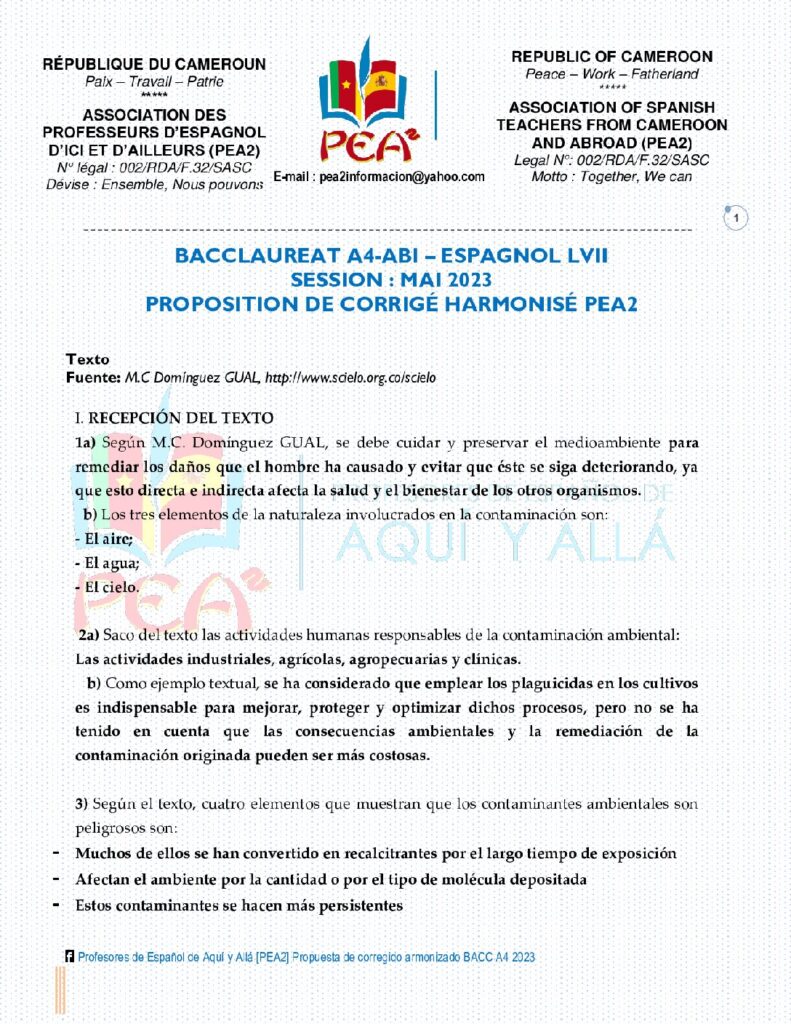 RÉPUBLIQUE DU CAMEROUN
Paix – Travail – Patrie
*****
ASSOCIATION DES
PROFESSEURS D'ESPAGNOL
D'ICI ET D'AILLEURS (PEA2)
N° légal : 002/RDA/F.32/SASC
Dévise : Ensemble, Nous pouvons
PEA²
E-mail : pea2informacion@yahoo.com
REPUBLIC OF CAMEROON
Peace – Work – Fatherland
*****
ASSOCIATION OF SPANISH
TEACHERS FROM CAMEROON
AND ABROAD (PEA2)
Legal N°: 002/RDA/F.32/SASC
Motto : Together, We can
1
BACCLAUREAT A4-ABI – ESPAGNOL LVII
SESSION : MAI 2023
PROPOSITION DE CORRIGÉ HARMONISÉ PEA2
Texto
Fuente: M.C Domínguez GUAL, http://www.scielo.org.co/scielo
I. RECEPCIÓN DEL TEXTO
1a) Según M.C. Domínguez GUAL, se debe cuidar y preservar el medioambiente para
remediar los daños que el hombre ha causado y evitar que éste se siga deteriorando, ya
que esto directa e indirecta afecta la salud y el bienestar de los otros organismos.
b) Los tres elementos de la naturaleza involucrados en la contaminación son:
- El aire;
- El agua;
- El cielo.
PROFESORES DE ESPAÑOL DE
AQUÍ Y ALLÁ
PEA²
2a) Saco del texto las actividades humanas responsables de la contaminación ambiental:
Las actividades industriales, agrícolas, agropecuarias y clínicas.
b) Como ejemplo textual, se ha considerado que emplear los plaguicidas en los cultivos
es indispensable para mejorar, proteger y optimizar dichos procesos, pero no se ha
tenido en cuenta que las consecuencias ambientales y la remediación de la
contaminación originada pueden ser más costosas.
3) Según el texto, cuatro elementos que muestran que los contaminantes ambientales son
peligrosos son:
- Muchos de ellos se han convertido en recalcitrantes por el largo tiempo de exposición
- Afectan el ambiente por la cantidad o por el tipo de molécula depositada
- Estos contaminantes se hacen más persistentes
Profesores de Español de Aquí y Allá [PEA2] Propuesta de corregido armonizado BACC A4 2023